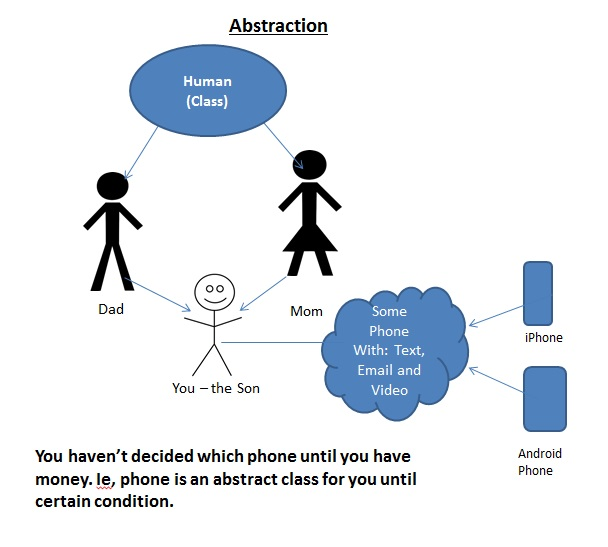 Abstraction
Human
(Class)
Dad
Mom
You – the Son
Some
Phone
With:  Text,
Email and
Video
iPhone
Android
Phone
You haven’t decided which phone until you have
money. Ie, phone is an abstract class for you until
certain condition.